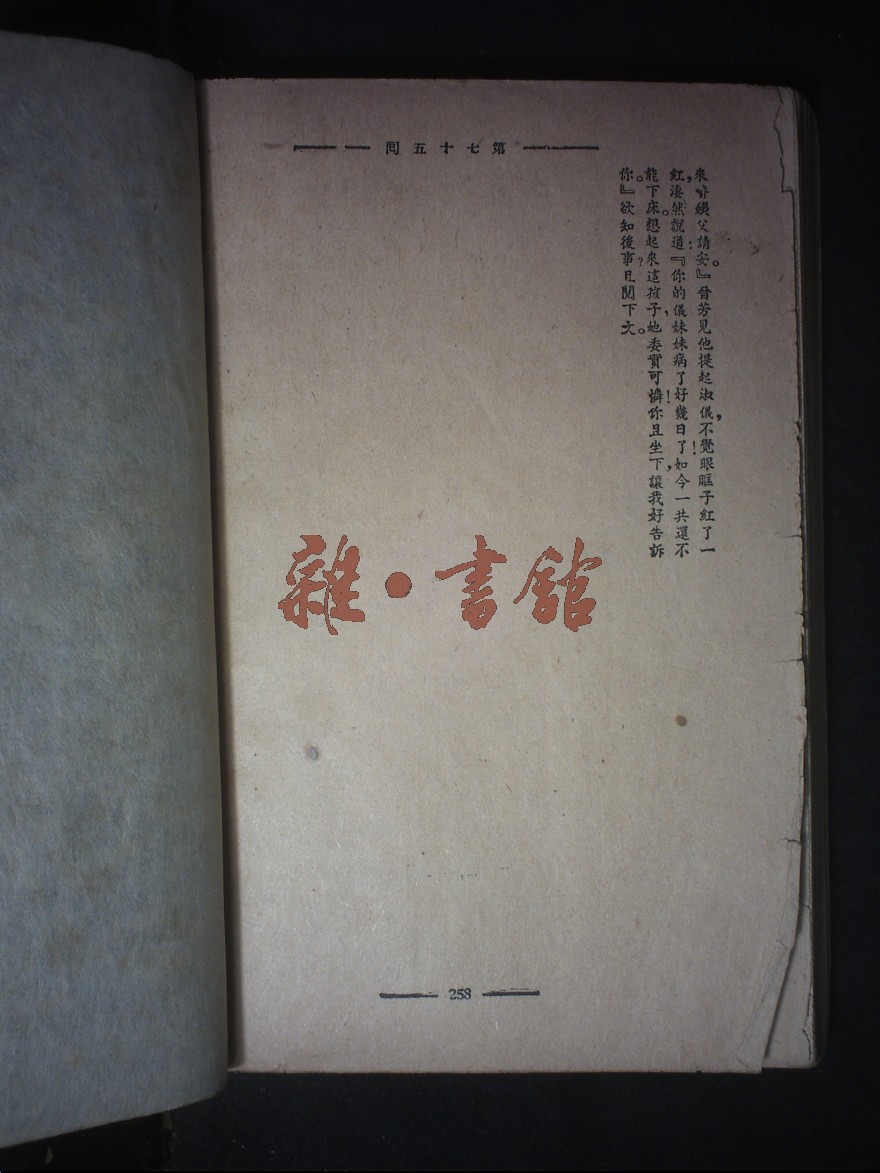 第七十五回
來替姨父請安。』晉芳見他提起淑儀，不覺眼眶子紅了一
紅，淒然說道：『你的儀妹妹病了好幾日了！如今一共還不
能下床。想起來這孩子，她委實可憐！你且坐下，讓我好告訴
你。』欲知後事？且閱下文。
雜·書舘
258